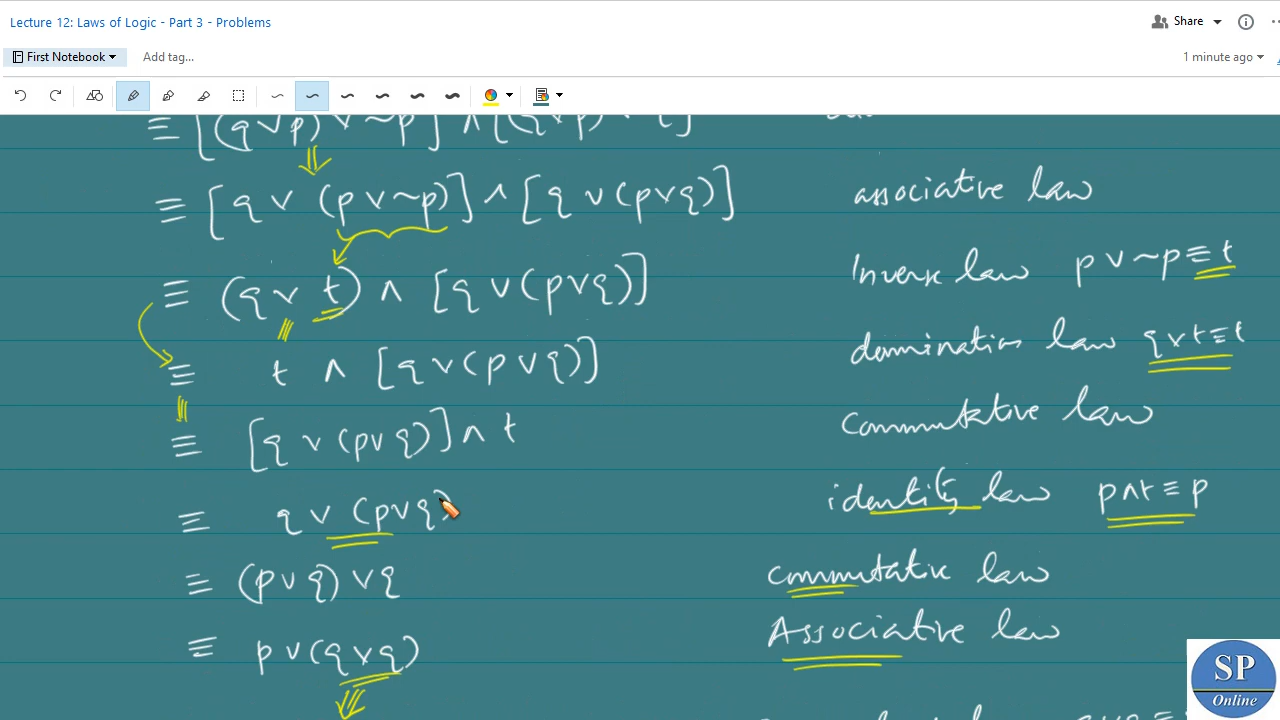 Lecture 12: Laws of Logic - Part 3 - Problems
Share
First Notebook
Add tag...
1 minute ago
≡ [(q∨p)∨~p] ∧ [(q∨p)
≡ [q ∨ (p∨~p)] ∧ [q ∨(p∨q)] associative law
≡ (q∨ t) ∧ [q ∨(p∨q)] Inverse law p∨~p≡t
≡ t ∧ [q∨(p∨q)] domination law q∨t≡t
≡ [q ∨ (p∨q)]∧ t Commutative law
≡ q∨ (p∨q) identity law p∧t≡p
≡ (p∨q)∨q Commutative law
≡ p∨(q∨q) Associative law
SP
Online